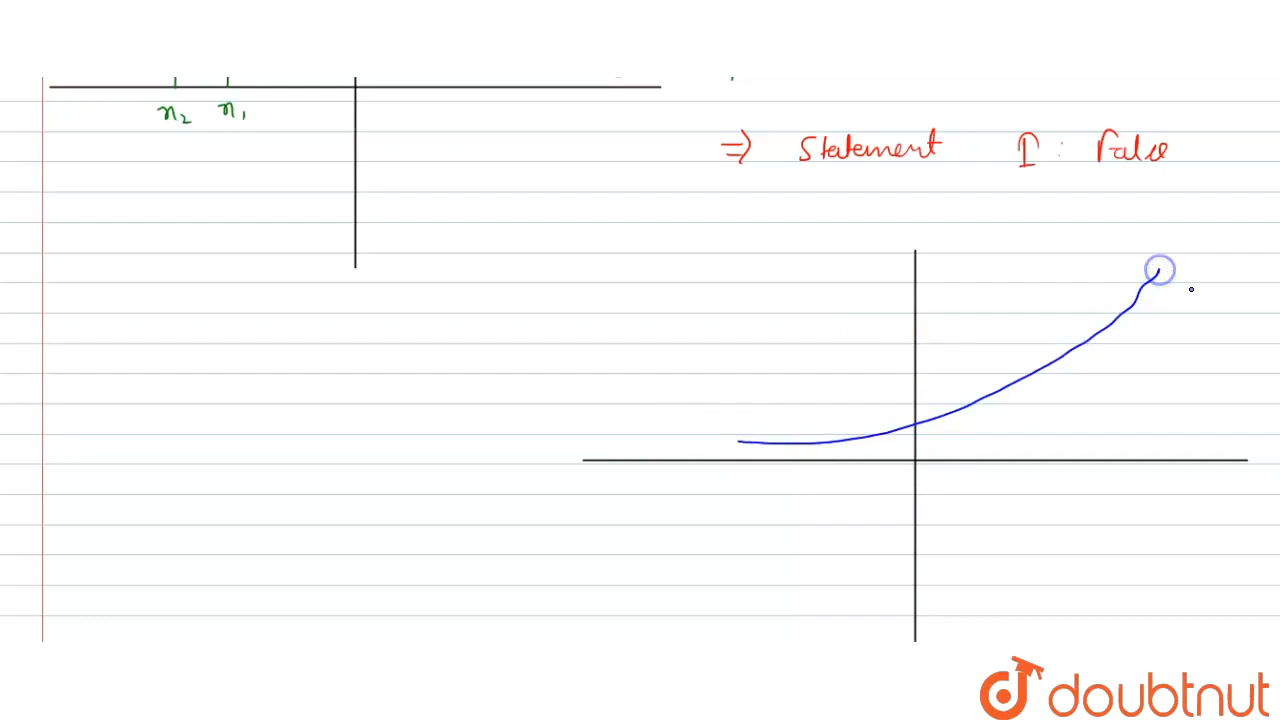 x₂ x₁
⇒ Statement I : False
doubtnut